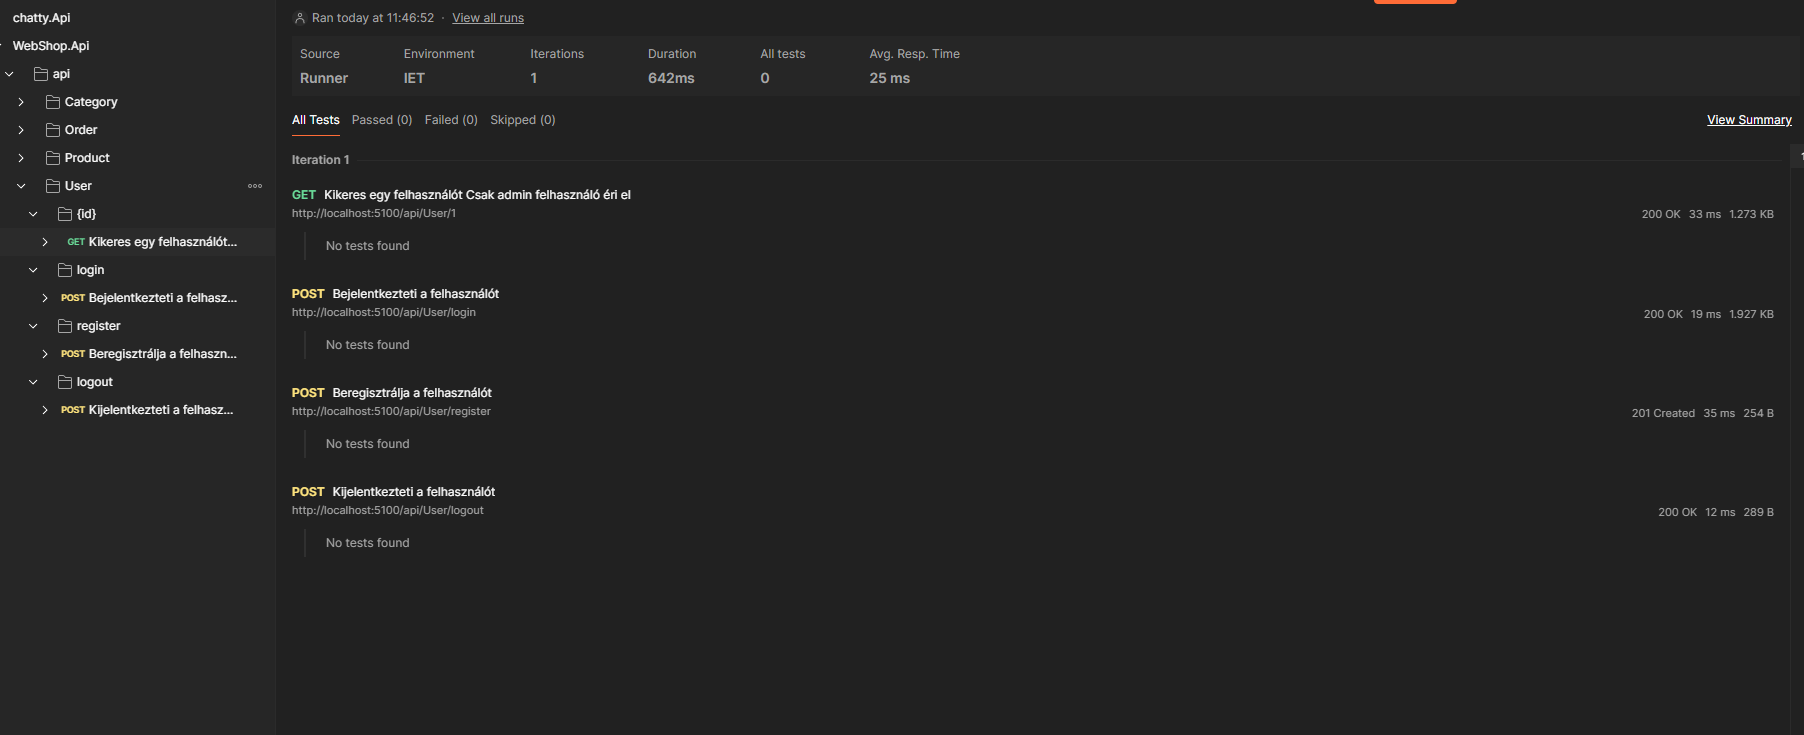 chatty.Api
WebShop.Api
api
Category
Order
Product
User
{id}
GET Kikeres egy felhasználót...
login
POST Bejelentkezteti a felhasz...
register
POST Beregisztrálja a felhaszn...
logout
POST Kijelentkezteti a felhasz...
Ran today at 11:46:52 · View all runs
Source Environment Iterations Duration All tests Avg. Resp. Time
Runner IET 1 642ms 0 25 ms
All Tests Passed (0) Failed (0) Skipped (0) View Summary
Iteration 1
GET Kikeres egy felhasználót Csak admin felhasználó éri el
http://localhost:5100/api/User/1 200 OK 33 ms 1.273 KB
No tests found
POST Bejelentkezteti a felhasználót
http://localhost:5100/api/User/login 200 OK 19 ms 1.927 KB
No tests found
POST Beregisztrálja a felhasználót
http://localhost:5100/api/User/register 201 Created 35 ms 254 B
No tests found
POST Kijelentkezteti a felhasználót
http://localhost:5100/api/User/logout 200 OK 12 ms 289 B
No tests found